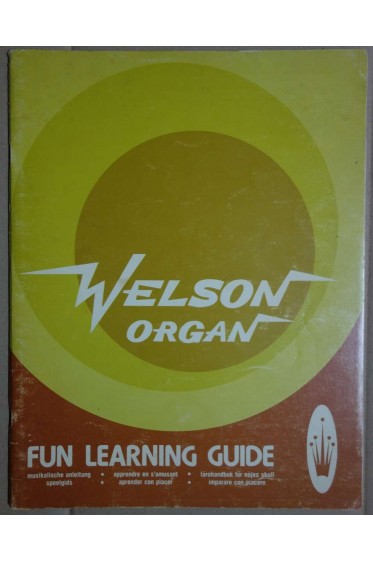 WELSON
ORGAN
FUN LEARNING GUIDE
musikalische anleitung • apprendre en s'amusant • lärohandbok för nöjes skull
speelgids • aprender con placer • imparare con piacere